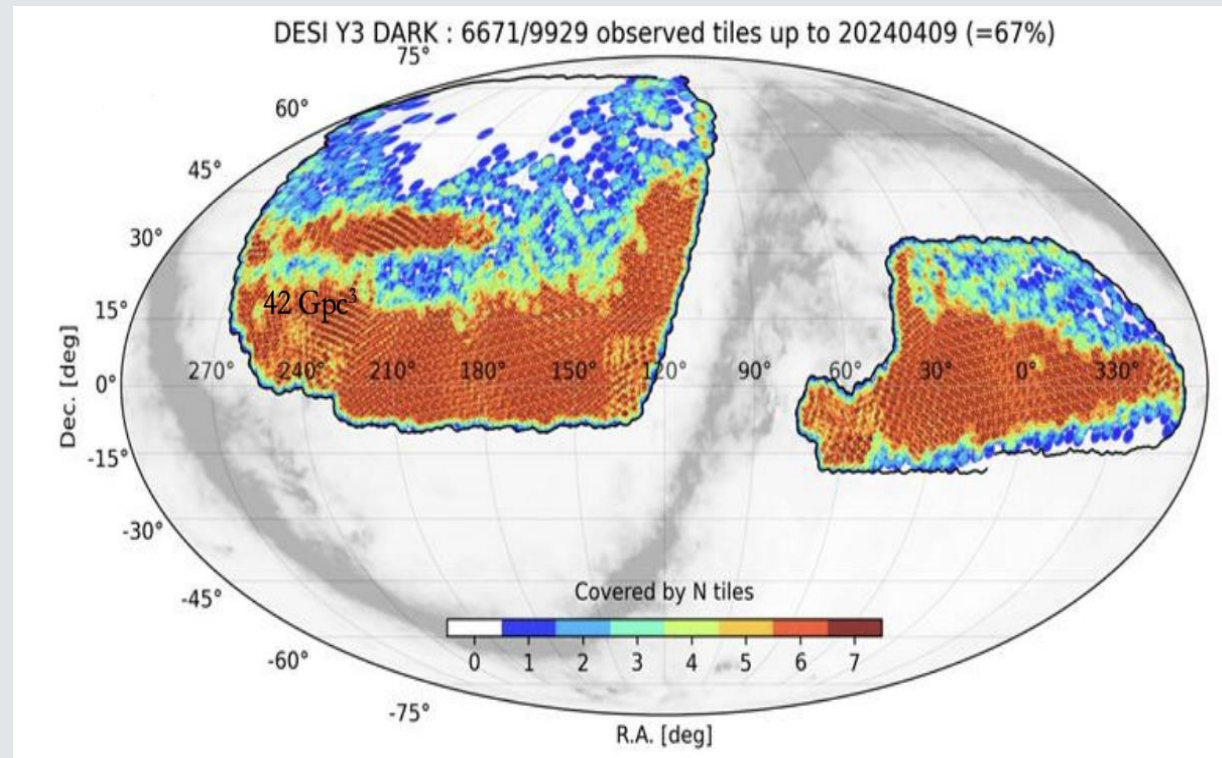 DESI Y3 DARK : 6671/9929 observed tiles up to 20240409 (=67%)
75°
60°
45°
30°
15°
0°
-15°
-30°
-45°
-60°
-75°
Dec. [deg]
42 Gpc³
270° 240° 210° 180° 150° 120° 90° 60° 30° 0° 330°
Covered by N tiles
0 1 2 3 4 5 6 7
R.A. [deg]